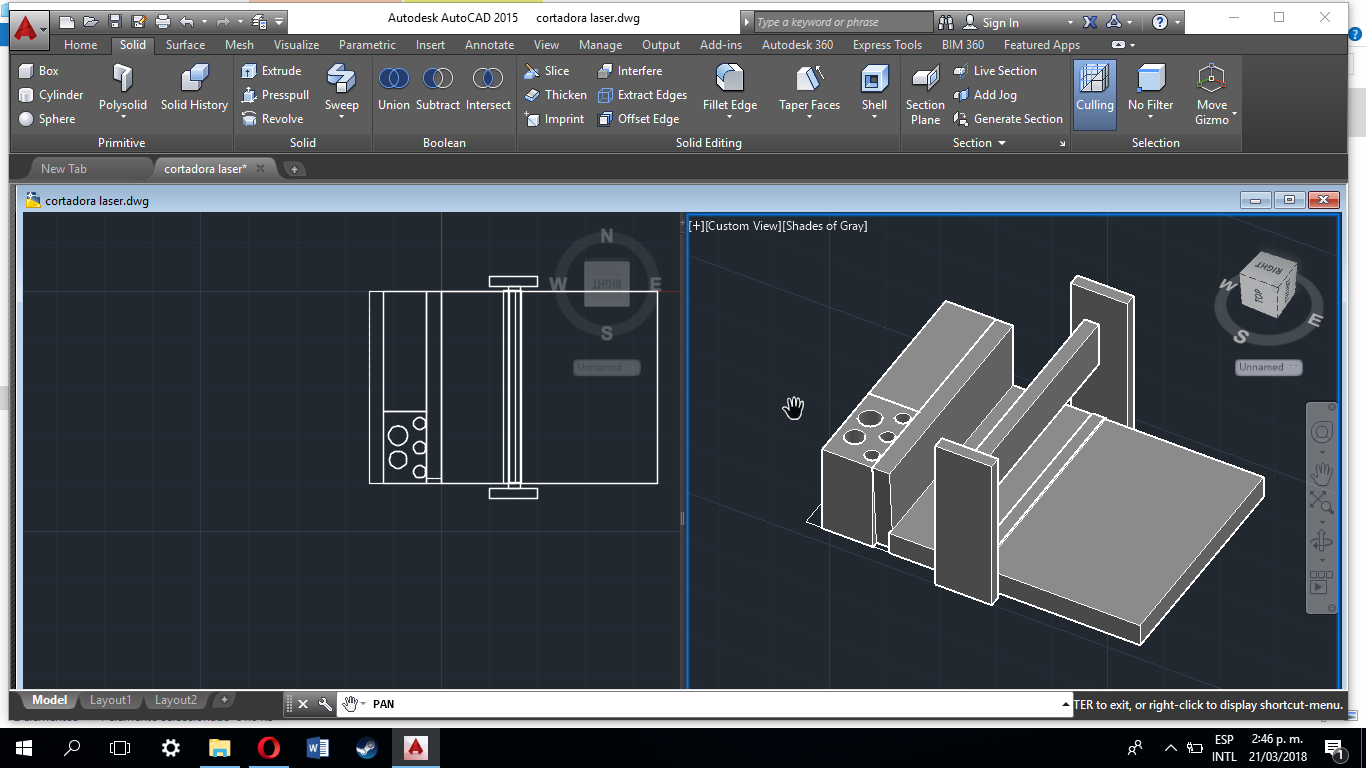 Autodesk AutoCAD 2015 cortadora laser.dwg
Type a keyword or phrase
Sign In
Home Solid Surface Mesh Visualize Parametric Insert Annotate View Manage Output Add-ins Autodesk 360 Express Tools BIM 360 Featured Apps
Box
Cylinder
Sphere
Polysolid
Solid History
Extrude
Presspull
Revolve
Sweep
Union
Subtract
Intersect
Slice
Thicken
Imprint
Interfere
Extract Edges
Offset Edge
Fillet Edge
Taper Faces
Shell
Section
Plane
Live Section
Add Jog
Generate Section
Culling
No Filter
Move
Gizmo
Primitive Solid Boolean Solid Editing Section Selection
New Tab
cortadora laser*
cortadora laser.dwg
N
W
E
S
RIGHT
Unnamed
[+][Custom View][Shades of Gray]
RIGHT
TOP
W
E
S
Unnamed
Model Layout1 Layout2
PAN
TER to exit, or right-click to display shortcut-menu.
ESP
INTL
2:46 p. m.
21/03/2018
1